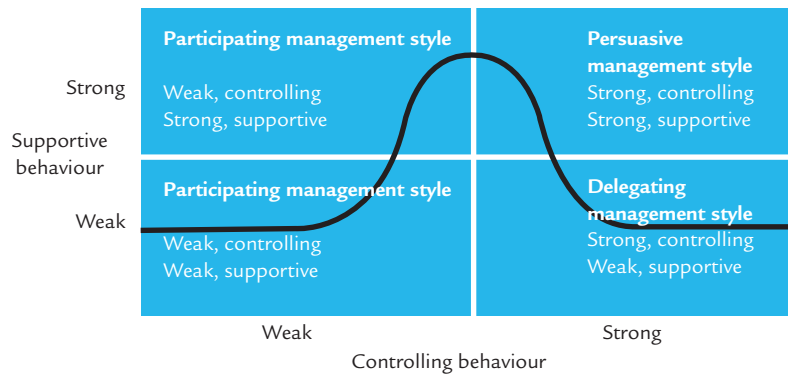 Participating management style
Weak, controlling
Strong, supportive
Persuasive
management style
Strong, controlling
Strong, supportive
Strong
Supportive
behaviour
Weak
Participating management style
Weak, controlling
Weak, supportive
Delegating
management style
Strong, controlling
Weak, supportive
Weak
Strong
Controlling behaviour